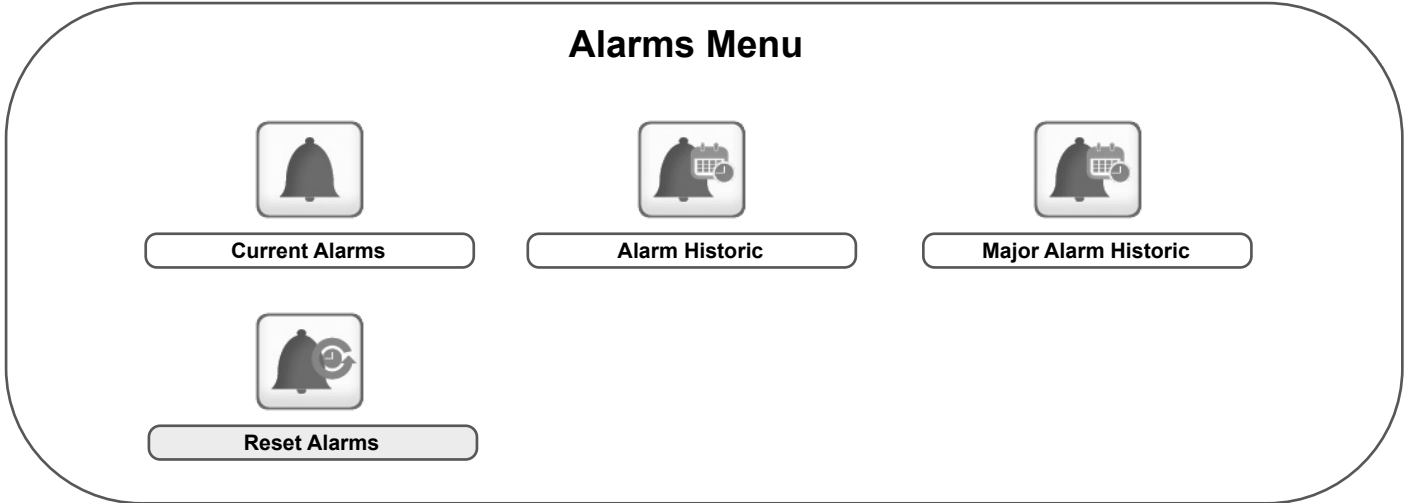 Alarms Menu
Current Alarms
Alarm Historic
Major Alarm Historic
Reset Alarms